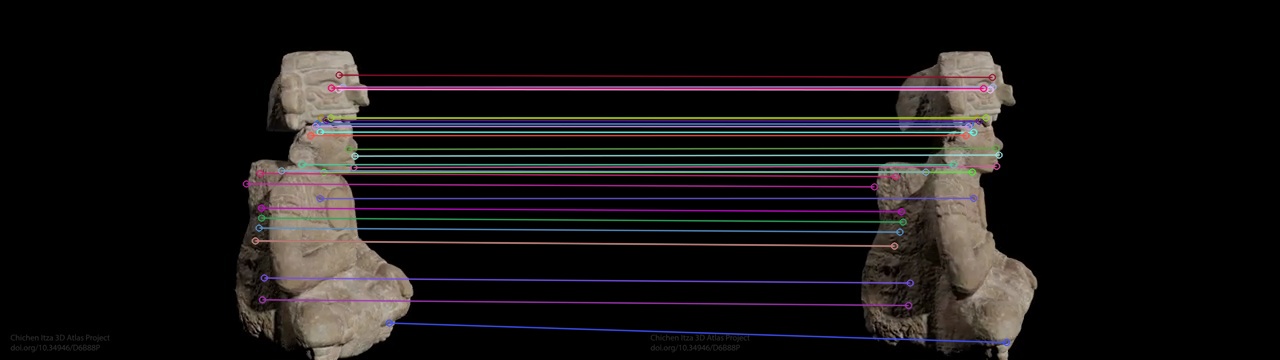 Chichen Itza 3D Atlas Project
doi.org/10.34946/D6B88P
Chichen Itza 3D Atlas Project
doi.org/10.34946/D6B88P